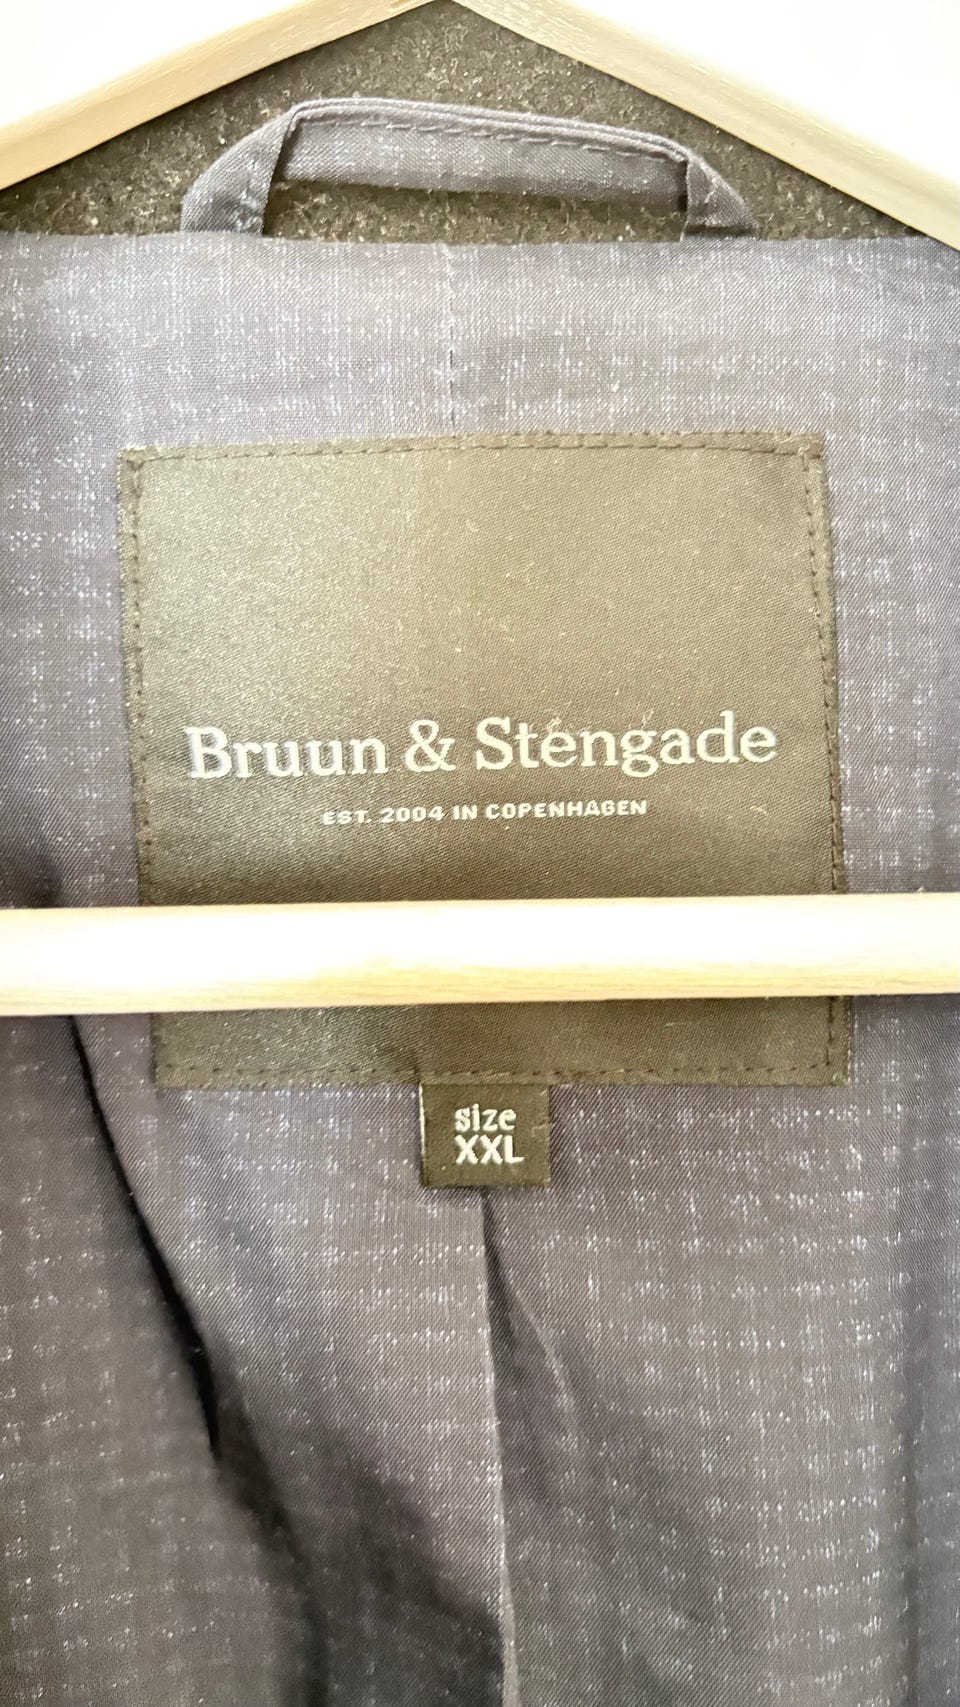 Bruun & Stengade
EST. 2004 IN COPENHAGEN
size
XXL